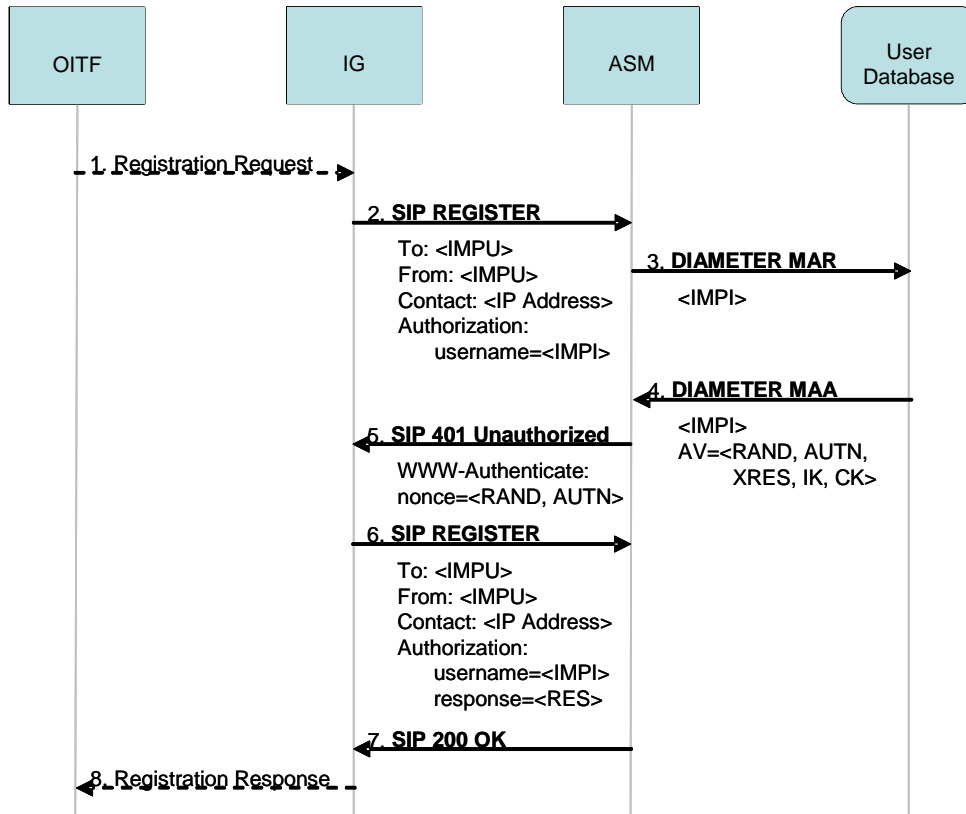 OITF
IG
ASM
User
Database
1. Registration Request
2. SIP REGISTER
To: <IMPU>
From: <IMPU>
Contact: <IP Address>
Authorization:
username=<IMPI>
3. DIAMETER MAR
<IMPI>
4. DIAMETER MAA
<IMPI>
AV=<RAND, AUTN,
XRES, IK, CK>
5. SIP 401 Unauthorized
WWW-Authenticate:
nonce=<RAND, AUTN>
6. SIP REGISTER
To: <IMPU>
From: <IMPU>
Contact: <IP Address>
Authorization:
username=<IMPI>
response=<RES>
7. SIP 200 OK
8. Registration Response